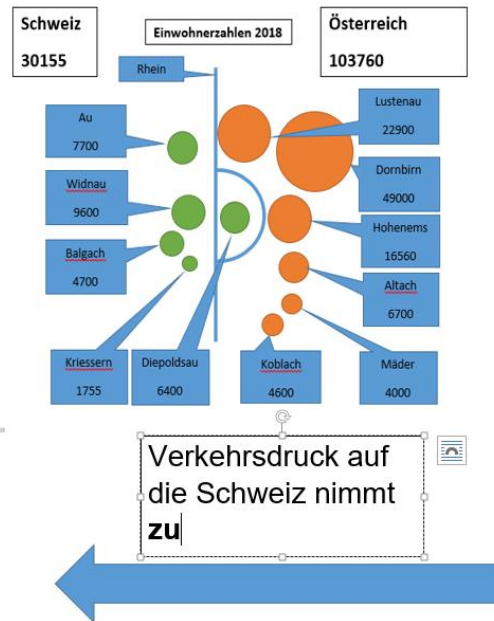 Schweiz
30155
Einwohnerzahlen 2018
Österreich
103760
Rhein
Au
7700
Lustenau
22900
Dornbirn
49000
Widnau
9600
Hohenems
16560
Balgach
4700
Altach
6700
Kriessern
1755
Diepoldsau
6400
Koblach
4600
Mäder
4000
Verkehrsdruck auf
die Schweiz nimmt
zu